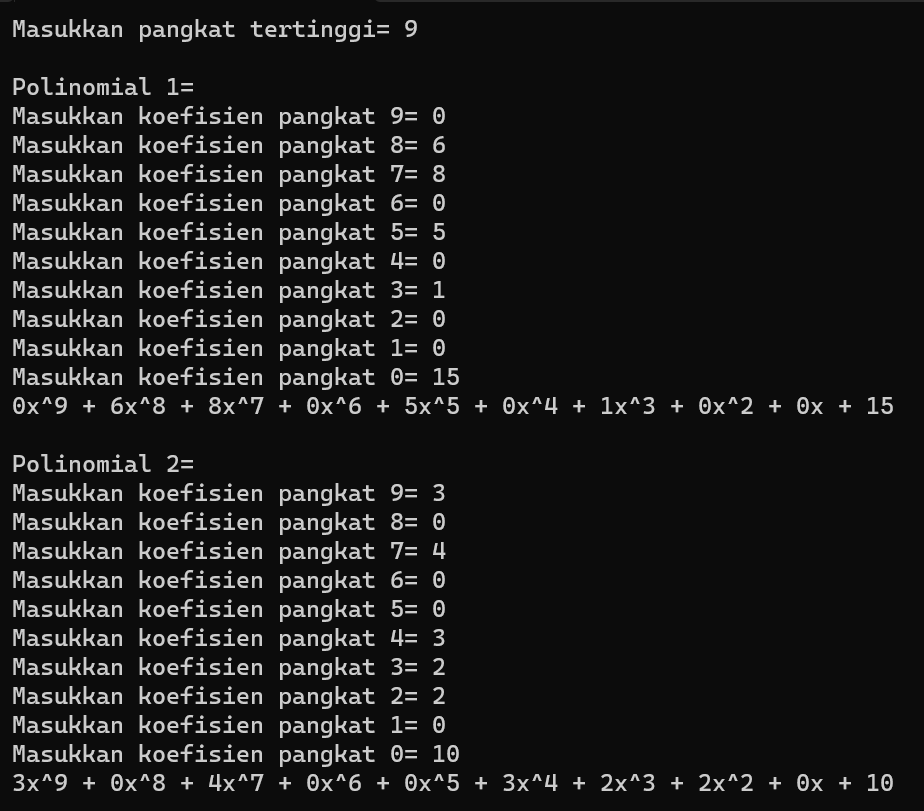 Masukkan pangkat tertinggi= 9
Polinomial 1=
Masukkan koefisien pangkat 9= 0
Masukkan koefisien pangkat 8= 6
Masukkan koefisien pangkat 7= 8
Masukkan koefisien pangkat 6= 0
Masukkan koefisien pangkat 5= 5
Masukkan koefisien pangkat 4= 0
Masukkan koefisien pangkat 3= 1
Masukkan koefisien pangkat 2= 0
Masukkan koefisien pangkat 1= 0
Masukkan koefisien pangkat 0= 15
0x^9 + 6x^8 + 8x^7 + 0x^6 + 5x^5 + 0x^4 + 1x^3 + 0x^2 + 0x + 15
Polinomial 2=
Masukkan koefisien pangkat 9= 3
Masukkan koefisien pangkat 8= 0
Masukkan koefisien pangkat 7= 4
Masukkan koefisien pangkat 6= 0
Masukkan koefisien pangkat 5= 0
Masukkan koefisien pangkat 4= 3
Masukkan koefisien pangkat 3= 2
Masukkan koefisien pangkat 2= 2
Masukkan koefisien pangkat 1= 0
Masukkan koefisien pangkat 0= 10
3x^9 + 0x^8 + 4x^7 + 0x^6 + 0x^5 + 3x^4 + 2x^3 + 2x^2 + 0x + 10